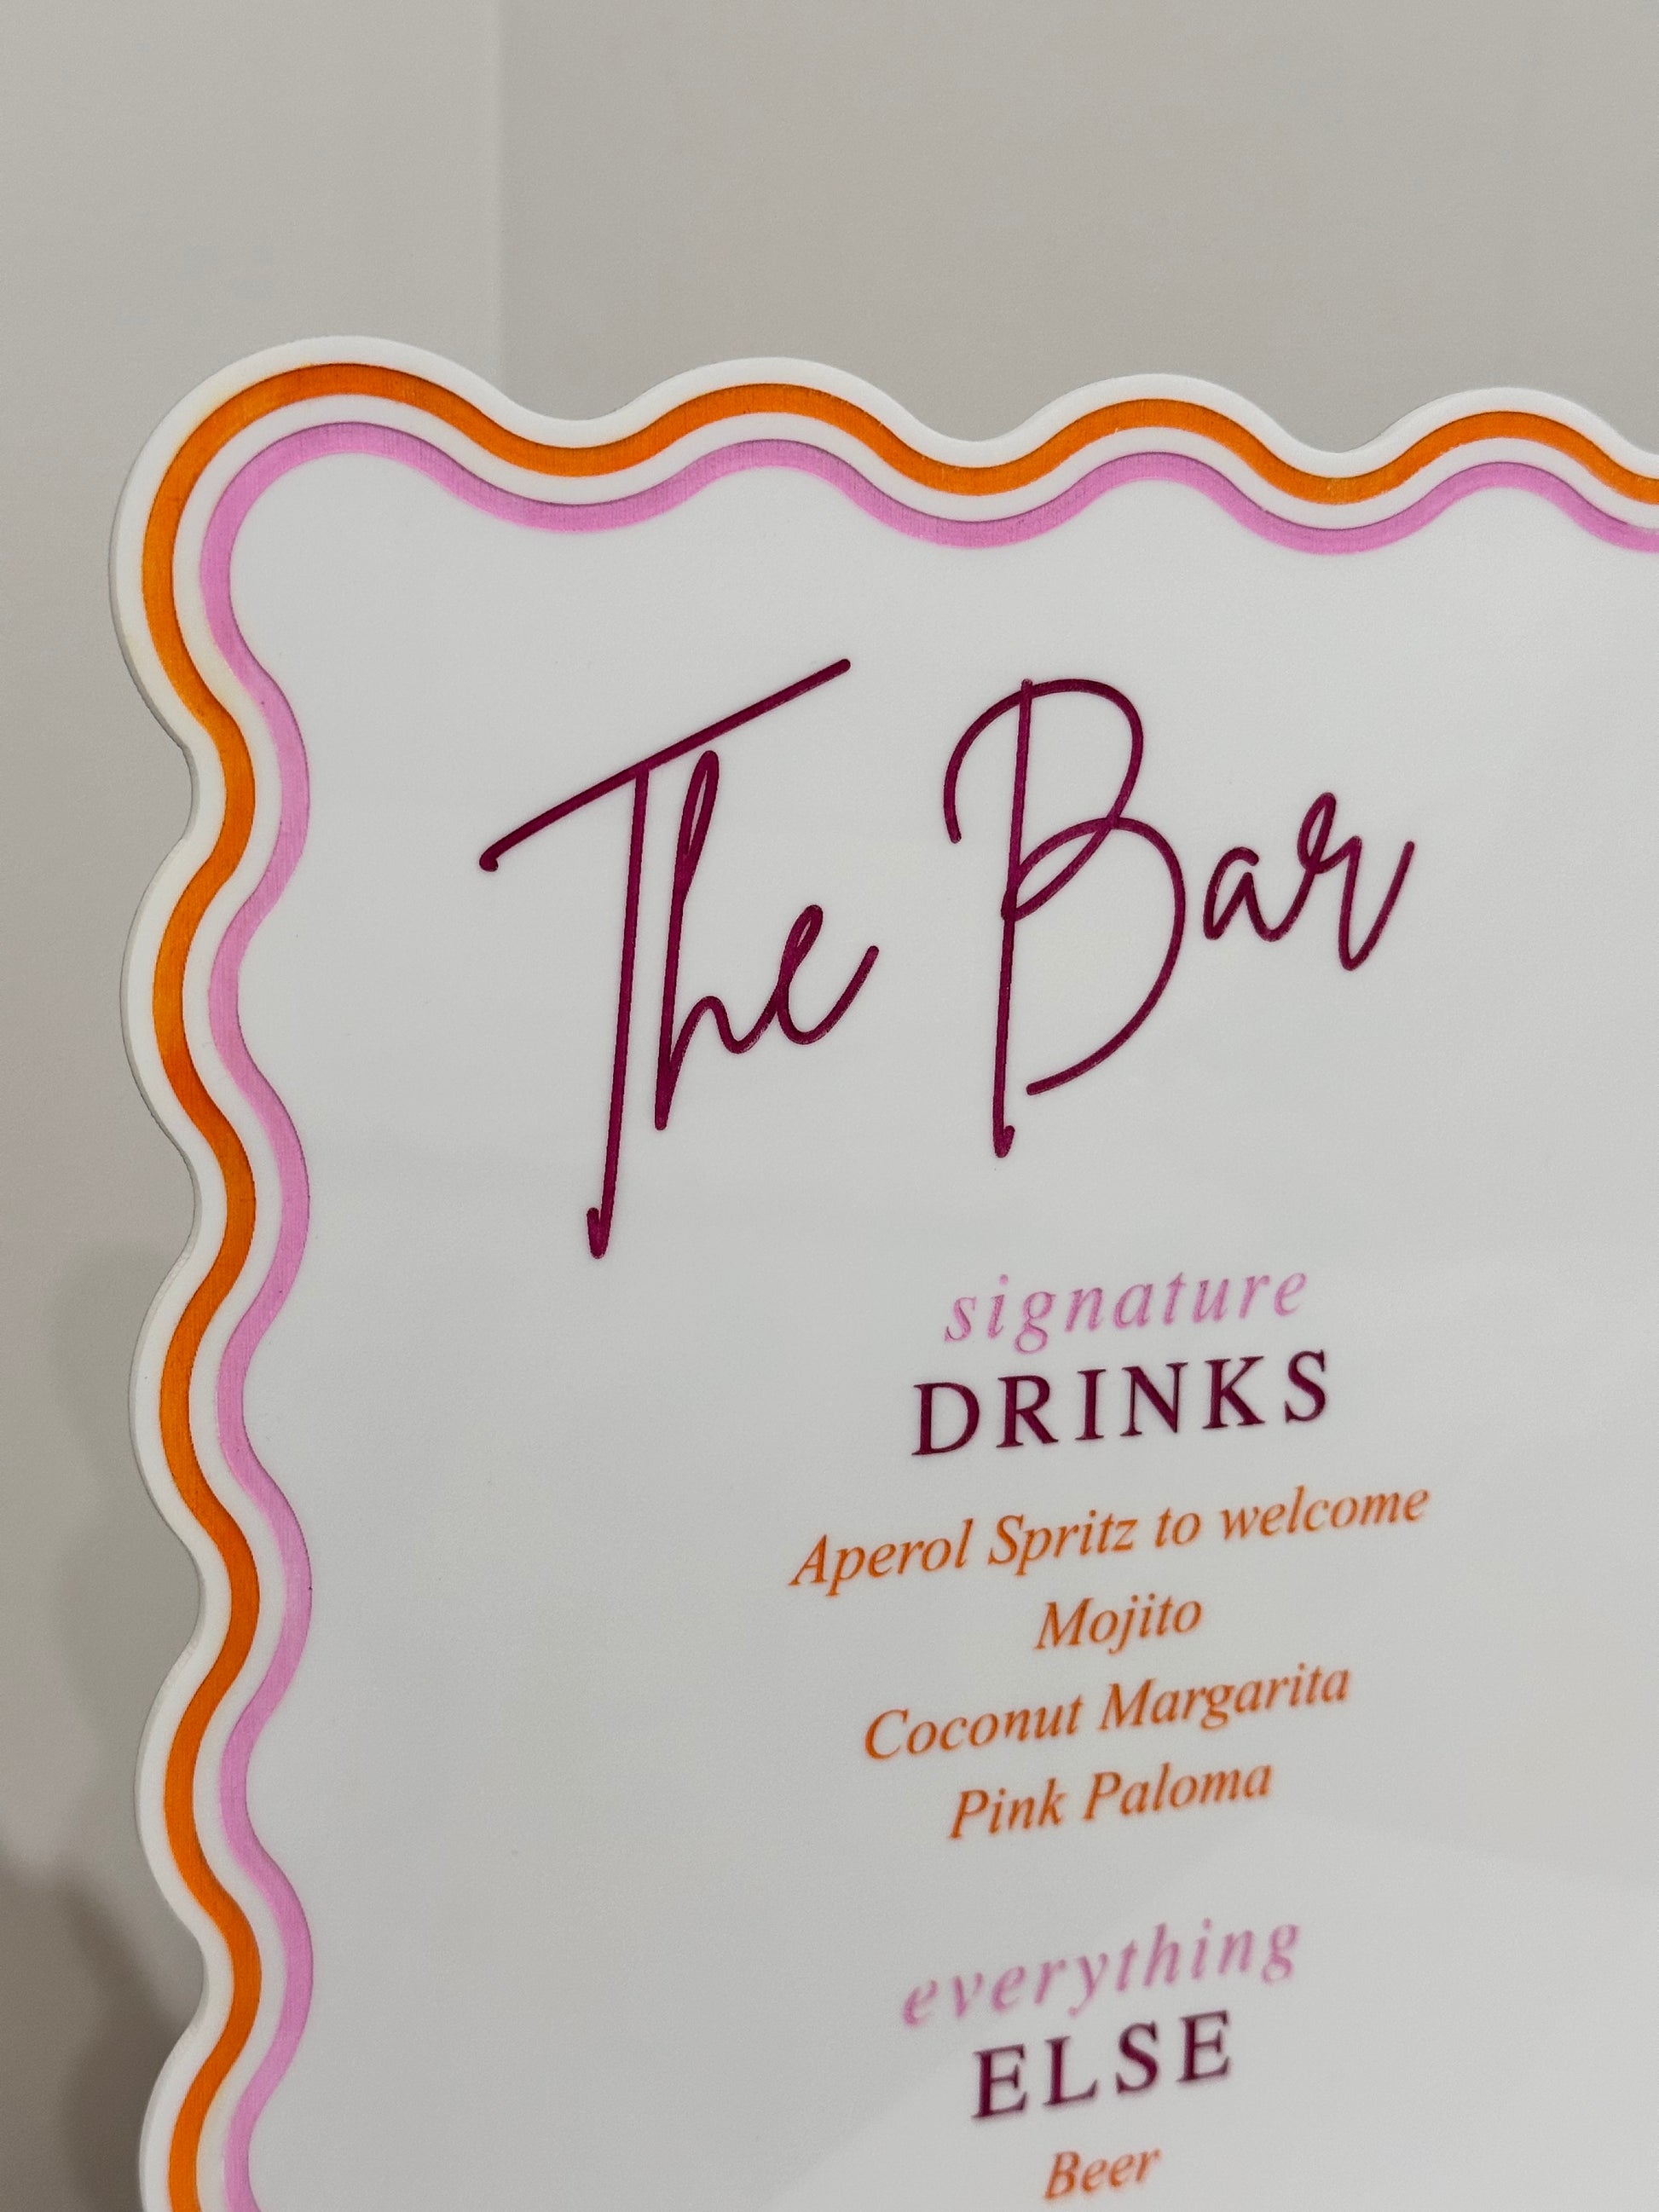 The Bar
signature
DRINKS
Aperol Spritz to welcome
Mojito
Coconut Margarita
Pink Paloma
everything
ELSE
Beer